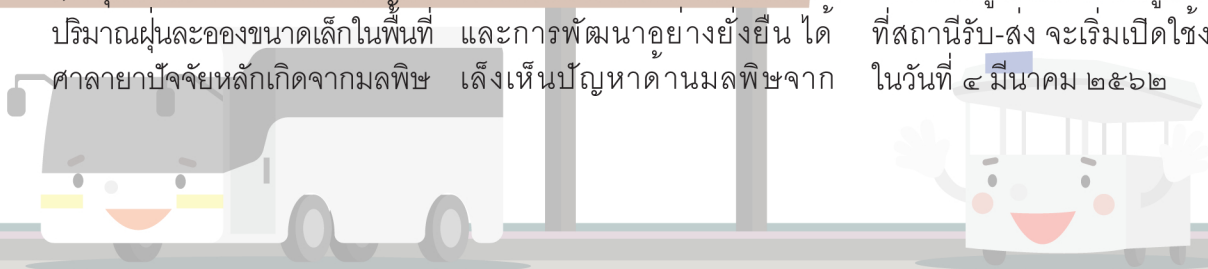 ปริมาณฝุ่นละอองขนาดเล็กในพื้นที่
ศาลายาปัจจัยหลักเกิดจากมลพิษ
และการพัฒนาอย่างยั่งยืน ได้
เล็งเห็นปัญหาด้านมลพิษจาก
ที่สถานีรับ-ส่ง จะเริ่มเปิดใช้ง
ในวันที่ ๔ มีนาคม ๒๕๖๒